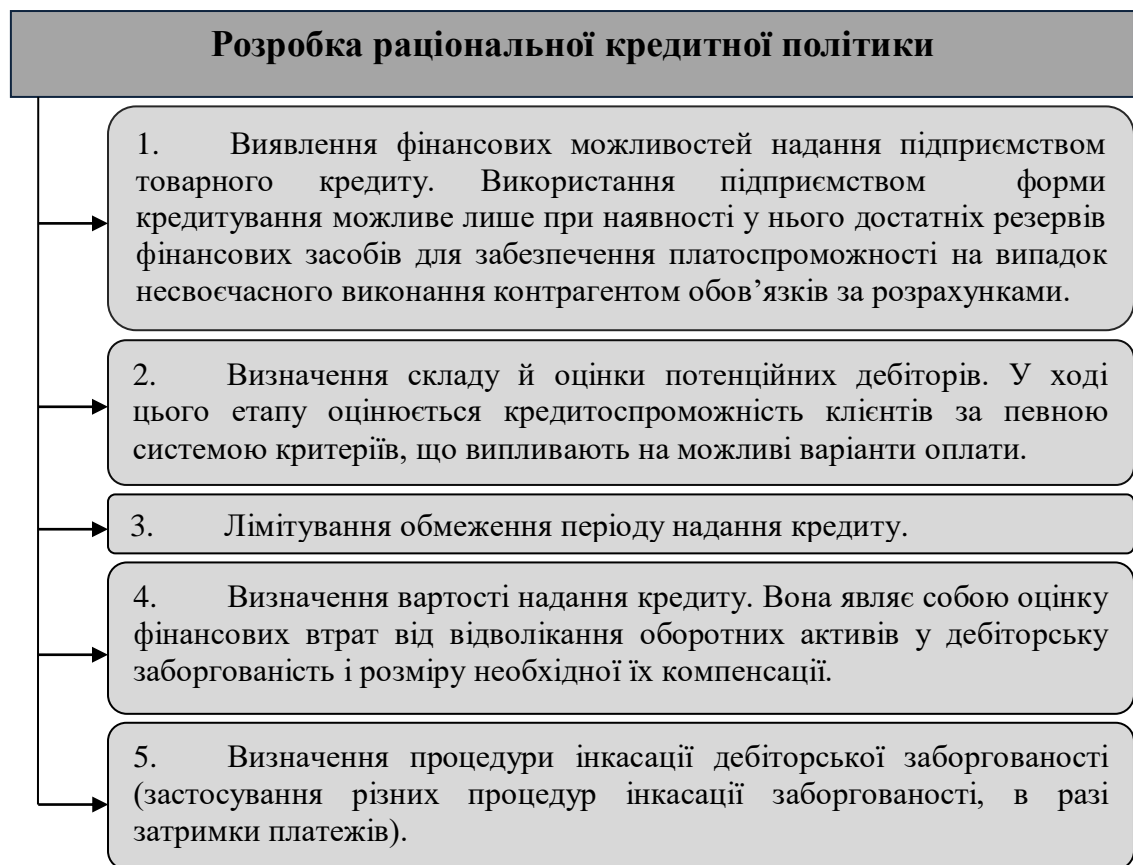 Розробка раціональної кредитної політики
1. Виявлення фінансових можливостей надання підприємством
товарного кредиту. Використання підприємством форми
кредитування можливе лише при наявності у нього достатніх резервів
фінансових засобів для забезпечення платоспроможності на випадок
несвоєчасного виконання контрагентом обов’язків за розрахунками.
2. Визначення складу й оцінки потенційних дебіторів. У ході
цього етапу оцінюється кредитоспроможність клієнтів за певною
системою критеріїв, що випливають на можливі варіанти оплати.
3. Лімітування обмеження періоду надання кредиту.
4. Визначення вартості надання кредиту. Вона являє собою оцінку
фінансових втрат від відволікання оборотних активів у дебіторську
заборгованість і розміру необхідної їх компенсації.
5. Визначення процедури інкасації дебіторської заборгованості
(застосування різних процедур інкасації заборгованості, в разі
затримки платежів).